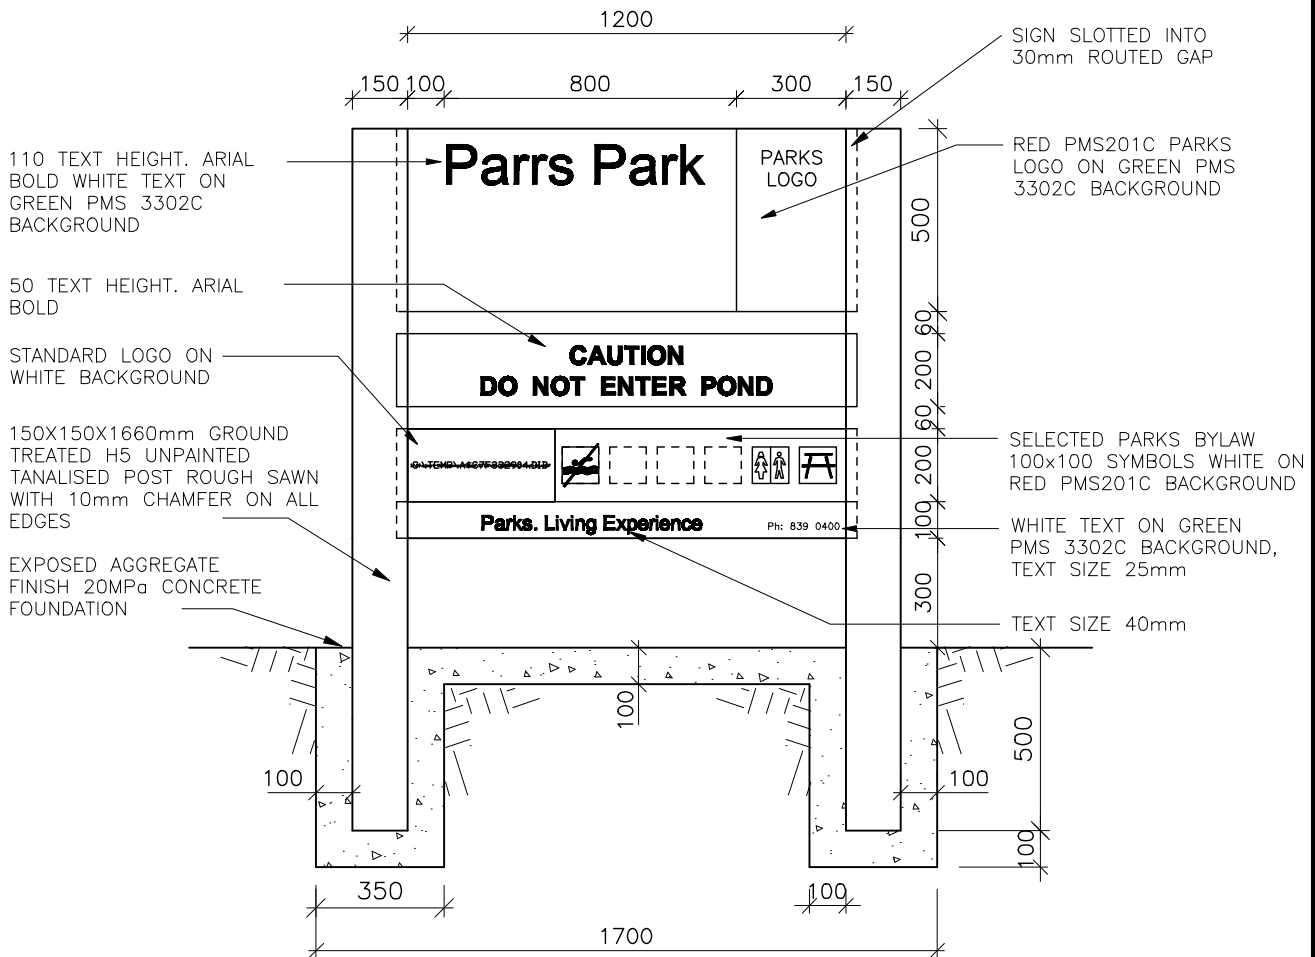 1200
150
100
800
300
150
SIGN SLOTTED INTO
30mm ROUTED GAP
110 TEXT HEIGHT. ARIAL
BOLD WHITE TEXT ON
GREEN PMS 3302C
BACKGROUND
Parrs Park
PARKS
LOGO
RED PMS201C PARKS
LOGO ON GREEN PMS
3302C BACKGROUND
500
50 TEXT HEIGHT. ARIAL
BOLD
60
STANDARD LOGO ON
WHITE BACKGROUND
CAUTION
DO NOT ENTER POND
200
60
150X150X1660mm GROUND
TREATED H5 UNPAINTED
TANALISED POST ROUGH SAWN
WITH 10mm CHAMFER ON ALL
EDGES
200
SELECTED PARKS BYLAW
100x100 SYMBOLS WHITE ON
RED PMS201C BACKGROUND
Parks. Living Experience
Ph: 839 0400
100
WHITE TEXT ON GREEN
PMS 3302C BACKGROUND,
TEXT SIZE 25mm
EXPOSED AGGREGATE
FINISH 20MPa CONCRETE
FOUNDATION
300
TEXT SIZE 40mm
100
500
100
100
100
350
100
1700